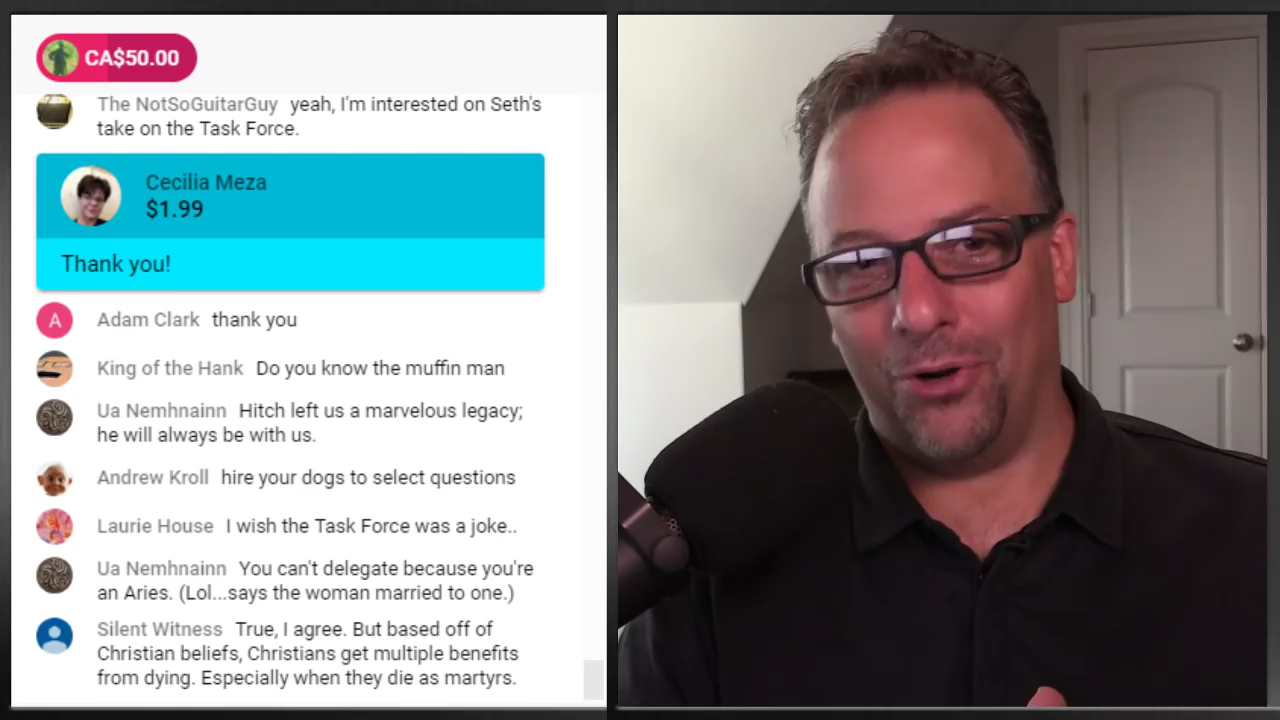 CA$50.00
The NotSoGuitarGuy yeah, I'm interested on Seth's
take on the Task Force.
Cecilia Meza
$1.99
Thank you!
A
Adam Clark thank you
King of the Hank Do you know the muffin man
Ua Nemhnainn Hitch left us a marvelous legacy;
he will always be with us.
Andrew Kroll hire your dogs to select questions
Laurie House I wish the Task Force was a joke..
Ua Nemhnainn You can't delegate because you're
an Aries. (Lol...says the woman married to one.)
Silent Witness True, I agree. But based off of
Christian beliefs, Christians get multiple benefits
from dying. Especially when they die as martyrs.